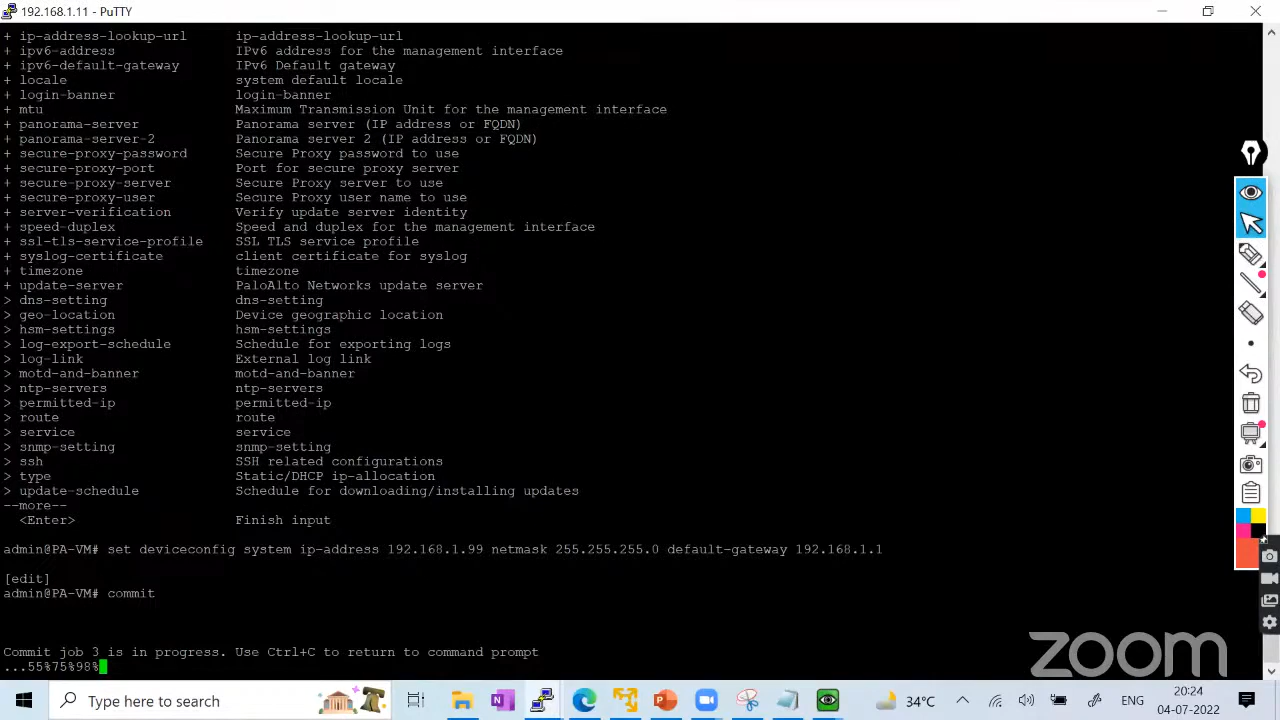 192.168.1.11 - PuTTY
+ ip-address-lookup-url ip-address-lookup-url
+ ipv6-address IPv6 address for the management interface
+ ipv6-default-gateway IPv6 Default gateway
+ locale system default locale
+ login-banner login-banner
+ mtu Maximum Transmission Unit for the management interface
+ panorama-server Panorama server (IP address or FQDN)
+ panorama-server-2 Panorama server 2 (IP address or FQDN)
+ secure-proxy-password Secure Proxy password to use
+ secure-proxy-port Port for secure proxy server
+ secure-proxy-server Secure Proxy server to use
+ secure-proxy-user Secure Proxy user name to use
+ server-verification Verify update server identity
+ speed-duplex Speed and duplex for the management interface
+ ssl-tls-service-profile SSL TLS service profile
+ syslog-certificate client certificate for syslog
+ timezone timezone
+ update-server PaloAlto Networks update server
> dns-setting dns-setting
> geo-location Device geographic location
> hsm-settings hsm-settings
> log-export-schedule Schedule for exporting logs
> log-link External log link
> motd-and-banner motd-and-banner
> ntp-servers ntp-servers
> permitted-ip permitted-ip
> route route
> service service
> snmp-setting snmp-setting
> ssh SSH related configurations
> type Static/DHCP ip-allocation
> update-schedule Schedule for downloading/installing updates
--more--
<Enter> Finish input
admin@PA-VM# set deviceconfig system ip-address 192.168.1.99 netmask 255.255.255.0 default-gateway 192.168.1.1
[edit]
admin@PA-VM# commit
Commit job 3 is in progress. Use Ctrl+C to return to command prompt
...55%75%98%
zoom
Type here to search
34°C
ENG
20:24
04-07-2022